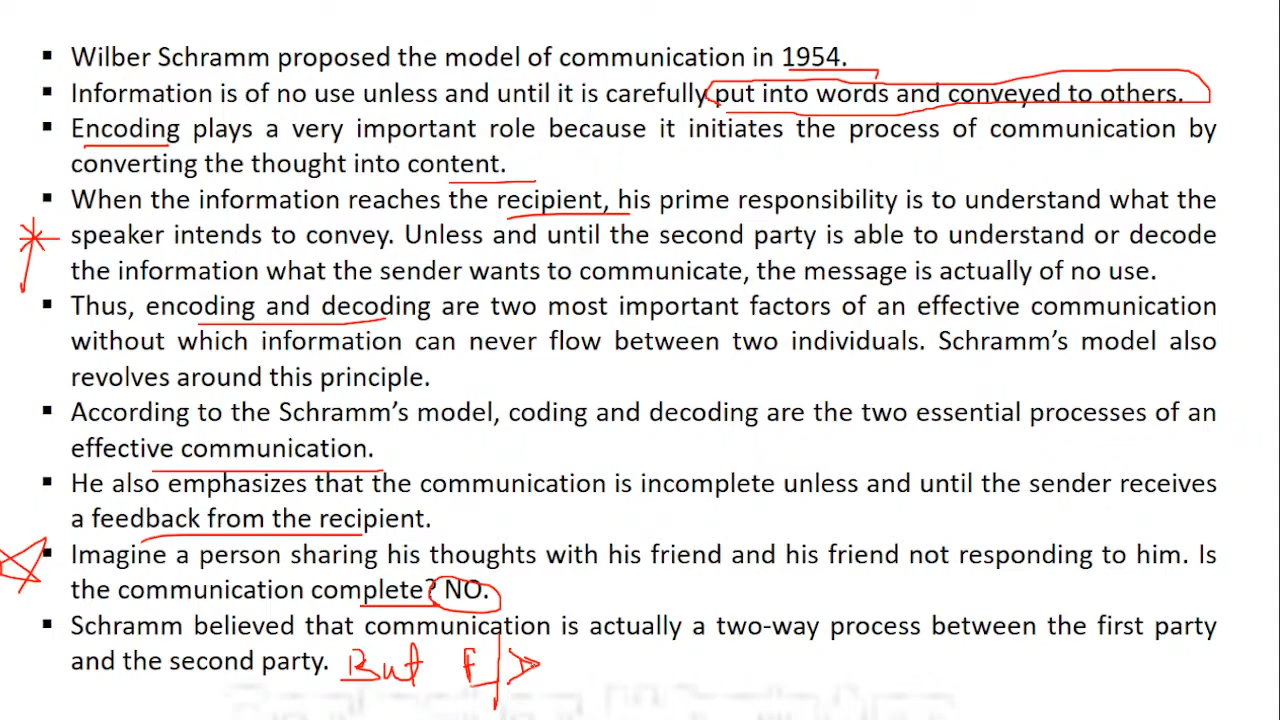 ▪ Wilber Schramm proposed the model of communication in 1954.
▪ Information is of no use unless and until it is carefully put into words and conveyed to others.
▪ Encoding plays a very important role because it initiates the process of communication by
converting the thought into content.
▪ When the information reaches the recipient, his prime responsibility is to understand what the
speaker intends to convey. Unless and until the second party is able to understand or decode
the information what the sender wants to communicate, the message is actually of no use.
▪ Thus, encoding and decoding are two most important factors of an effective communication
without which information can never flow between two individuals. Schramm’s model also
revolves around this principle.
▪ According to the Schramm’s model, coding and decoding are the two essential processes of an
effective communication.
▪ He also emphasizes that the communication is incomplete unless and until the sender receives
a feedback from the recipient.
▪ Imagine a person sharing his thoughts with his friend and his friend not responding to him. Is
the communication complete? NO.
▪ Schramm believed that communication is actually a two-way process between the first party
and the second party. But E/D